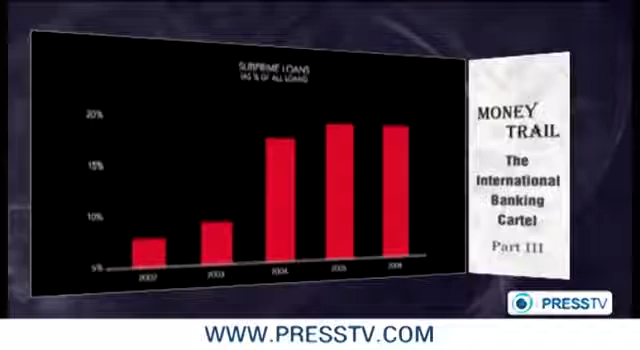 SUBPRIME LOANS
(AS % OF ALL LOANS)
20%
15%
10%
5%
2002
2003
2004
2005
2006
MONEY
TRAIL
The
International
Banking
Cartel
Part III
PRESSTV
WWW.PRESSTV.COM